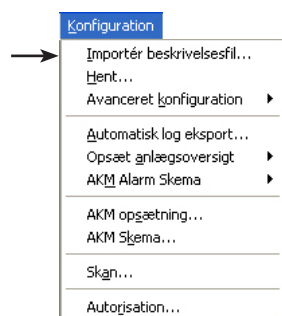 Konfiguration
Importér beskrivelsesfil...
Hent...
Avanceret konfiguration
Automatisk log eksport...
Opsæt anlægsoversigt
AKM Alarm Skema
AKM opsætning...
AKM Skema...
Skan...
Autorisation...